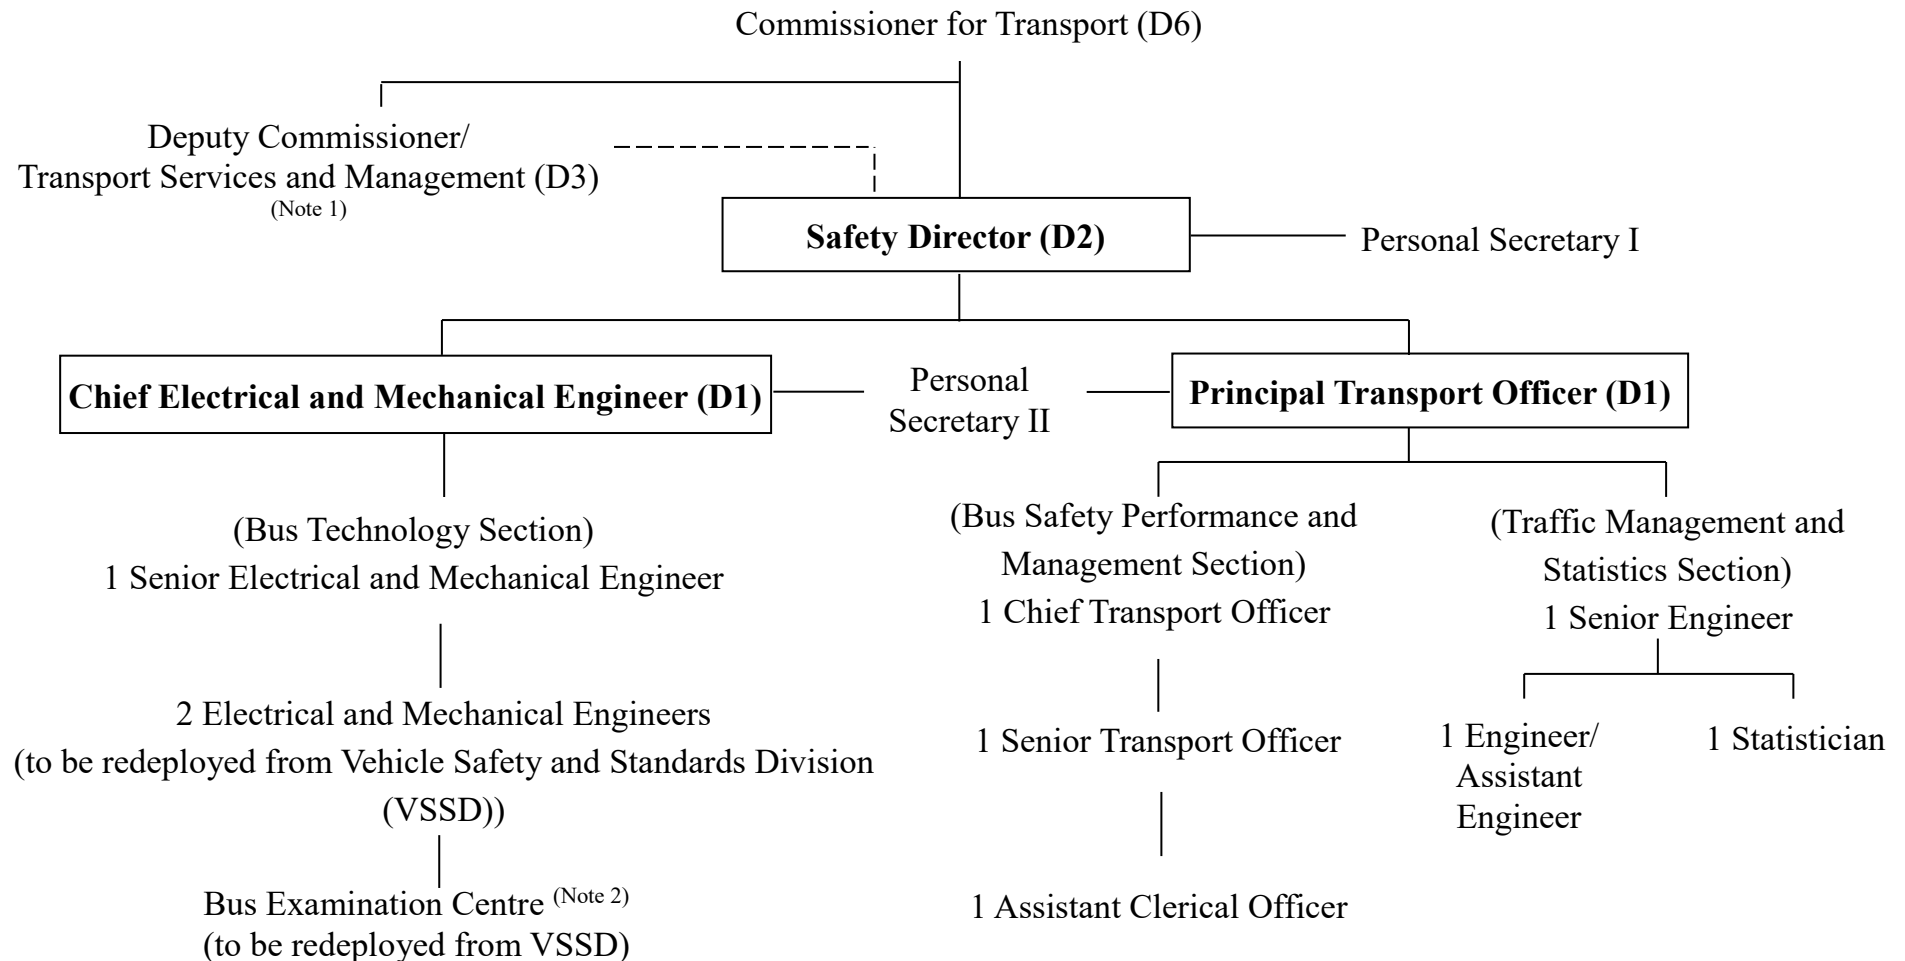 Commissioner for Transport (D6)
Deputy Commissioner/
Transport Services and Management (D3)
(Note 1)
Safety Director (D2)
Personal Secretary I
Chief Electrical and Mechanical Engineer (D1)
Personal
Secretary II
Principal Transport Officer (D1)
(Bus Technology Section)
1 Senior Electrical and Mechanical Engineer
2 Electrical and Mechanical Engineers
(to be redeployed from Vehicle Safety and Standards Division
(VSSD))
Bus Examination Centre (Note 2)
(to be redeployed from VSSD)
(Bus Safety Performance and
Management Section)
1 Chief Transport Officer
1 Senior Transport Officer
1 Assistant Clerical Officer
(Traffic Management and
Statistics Section)
1 Senior Engineer
1 Engineer/
Assistant
Engineer
1 Statistician